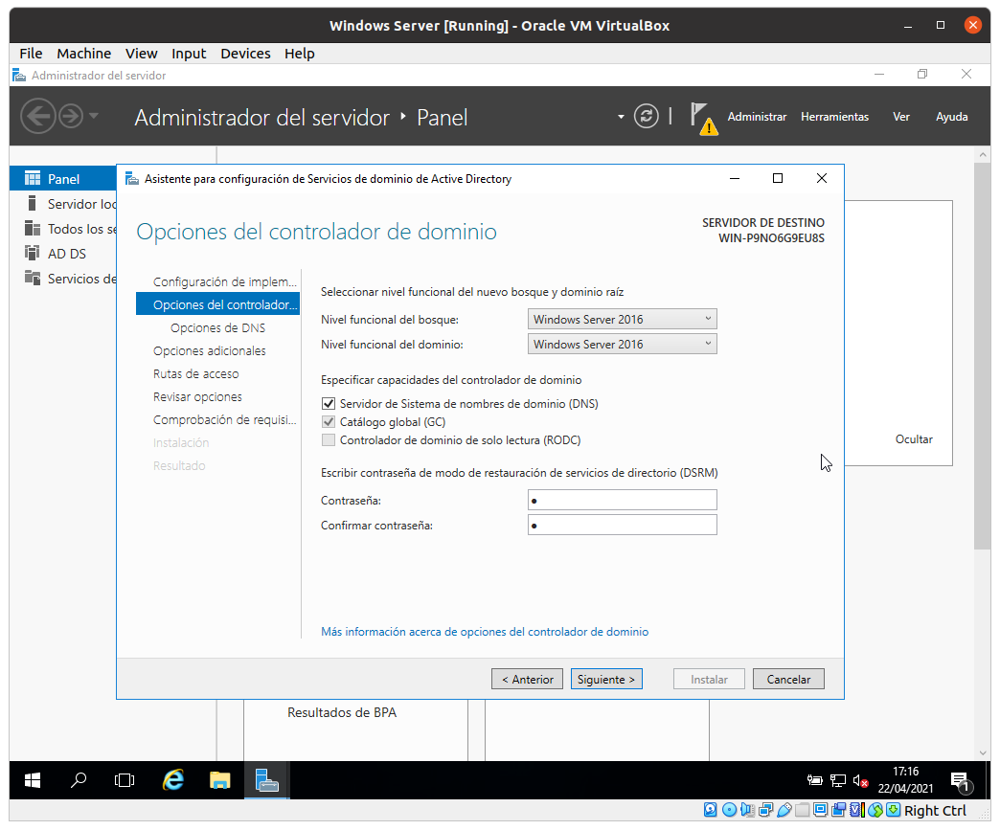 Windows Server [Running] - Oracle VM VirtualBox
File Machine View Input Devices Help
Administrador del servidor
Administrador del servidor ‣ Panel
Administrar Herramientas Ver Ayuda
Panel
Servidor loc
Todos los se
AD DS
Servicios de
Asistente para configuración de Servicios de dominio de Active Directory
Opciones del controlador de dominio
SERVIDOR DE DESTINO
WIN-P9NO6G9EU8S
Configuración de implem...
Opciones del controlador...
Opciones de DNS
Opciones adicionales
Rutas de acceso
Revisar opciones
Comprobación de requisi...
Instalación
Resultado
Seleccionar nivel funcional del nuevo bosque y dominio raíz
Nivel funcional del bosque: Windows Server 2016
Nivel funcional del dominio: Windows Server 2016
Especificar capacidades del controlador de dominio
Servidor de Sistema de nombres de dominio (DNS)
Catálogo global (GC)
Controlador de dominio de solo lectura (RODC)
Escribir contraseña de modo de restauración de servicios de directorio (DSRM)
Contraseña: ●
Confirmar contraseña: ●
Más información acerca de opciones del controlador de dominio
< Anterior Siguiente > Instalar Cancelar
Ocultar
Resultados de BPA
17:16
22/04/2021
1
Right Ctrl